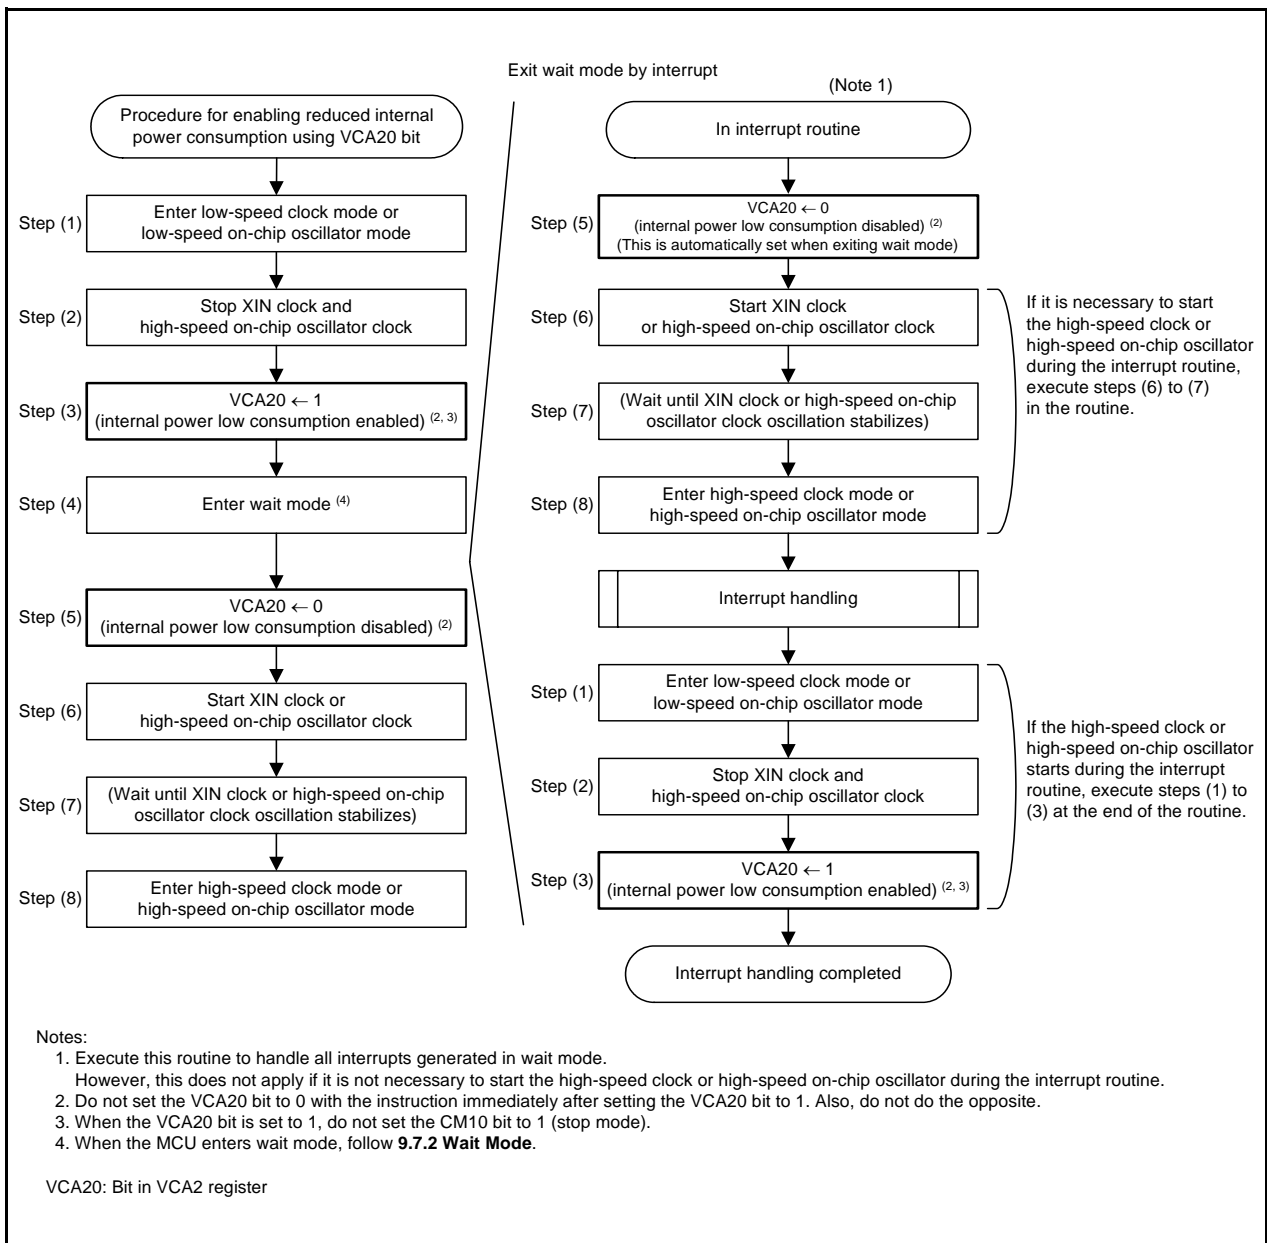 Exit wait mode by interrupt
Procedure for enabling reduced internal
power consumption using VCA20 bit
Step (1)
Enter low-speed clock mode or
low-speed on-chip oscillator mode
Step (2)
Stop XIN clock and
high-speed on-chip oscillator clock
Step (3)
VCA20 ← 1
(internal power low consumption enabled) (2, 3)
Step (4)
Enter wait mode (4)
Step (5)
VCA20 ← 0
(internal power low consumption disabled) (2)
Step (6)
Start XIN clock or
high-speed on-chip oscillator clock
Step (7)
(Wait until XIN clock or high-speed on-chip
oscillator clock oscillation stabilizes)
Step (8)
Enter high-speed clock mode or
high-speed on-chip oscillator mode
(Note 1)
In interrupt routine
Step (5)
VCA20 ← 0
(internal power low consumption disabled) (2)
(This is automatically set when exiting wait mode)
Step (6)
Start XIN clock
or high-speed on-chip oscillator clock
Step (7)
(Wait until XIN clock or high-speed on-chip
oscillator clock oscillation stabilizes)
Step (8)
Enter high-speed clock mode or
high-speed on-chip oscillator mode
If it is necessary to start
the high-speed clock or
high-speed on-chip oscillator
during the interrupt routine,
execute steps (6) to (7)
in the routine.
Interrupt handling
Step (1)
Enter low-speed clock mode or
low-speed on-chip oscillator mode
Step (2)
Stop XIN clock and
high-speed on-chip oscillator clock
Step (3)
VCA20 ← 1
(internal power low consumption enabled) (2, 3)
If the high-speed clock or
high-speed on-chip oscillator
starts during the interrupt
routine, execute steps (1) to
(3) at the end of the routine.
Interrupt handling completed
Notes:
1. Execute this routine to handle all interrupts generated in wait mode.
However, this does not apply if it is not necessary to start the high-speed clock or high-speed on-chip oscillator during the interrupt routine.
2. Do not set the VCA20 bit to 0 with the instruction immediately after setting the VCA20 bit to 1. Also, do not do the opposite.
3. When the VCA20 bit is set to 1, do not set the CM10 bit to 1 (stop mode).
4. When the MCU enters wait mode, follow 9.7.2 Wait Mode.
VCA20: Bit in VCA2 register